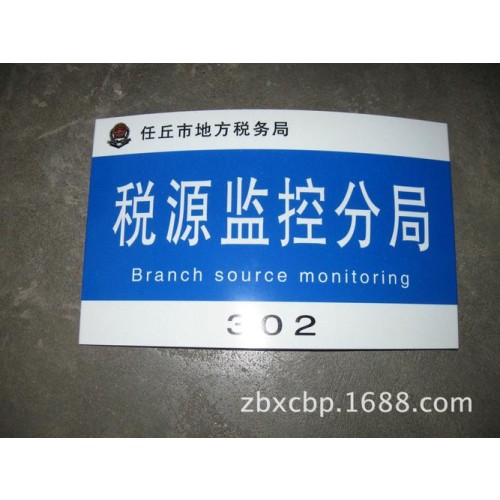 任丘市地方税务局
税源监控分局
Branch source monitoring
302
zbxcbp.1688.com